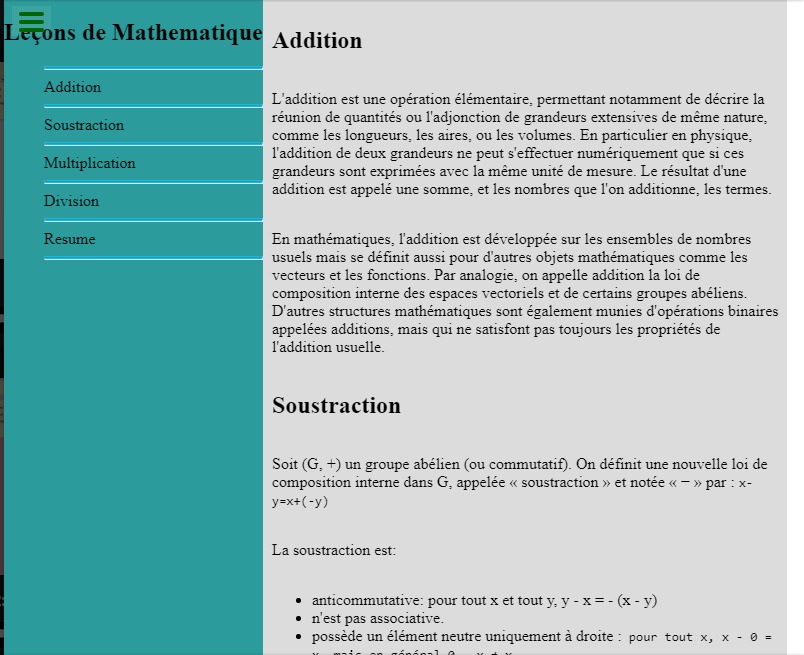 Leçons de Mathematique
Addition
Soustraction
Multiplication
Division
Resume
Addition
L'addition est une opération élémentaire, permettant notamment de décrire la
réunion de quantités ou l'adjonction de grandeurs extensives de même nature,
comme les longueurs, les aires, ou les volumes. En particulier en physique,
l'addition de deux grandeurs ne peut s'effectuer numériquement que si ces
grandeurs sont exprimées avec la même unité de mesure. Le résultat d'une
addition est appelé une somme, et les nombres que l'on additionne, les termes.
En mathématiques, l'addition est développée sur les ensembles de nombres
usuels mais se définit aussi pour d'autres objets mathématiques comme les
vecteurs et les fonctions. Par analogie, on appelle addition la loi de
composition interne des espaces vectoriels et de certains groupes abéliens.
D'autres structures mathématiques sont également munies d'opérations binaires
appelées additions, mais qui ne satisfont pas toujours les propriétés de
l'addition usuelle.
Soustraction
Soit (G, +) un groupe abélien (ou commutatif). On définit une nouvelle loi de
composition interne dans G, appelée « soustraction » et notée « − » par : x-
y=x+(-y)
La soustraction est:
anticommutative: pour tout x et tout y, y - x = - (x - y)
n'est pas associative.
possède un élément neutre uniquement à droite : pour tout x, x - 0 =
x, mais en général 0 - x ≠ x